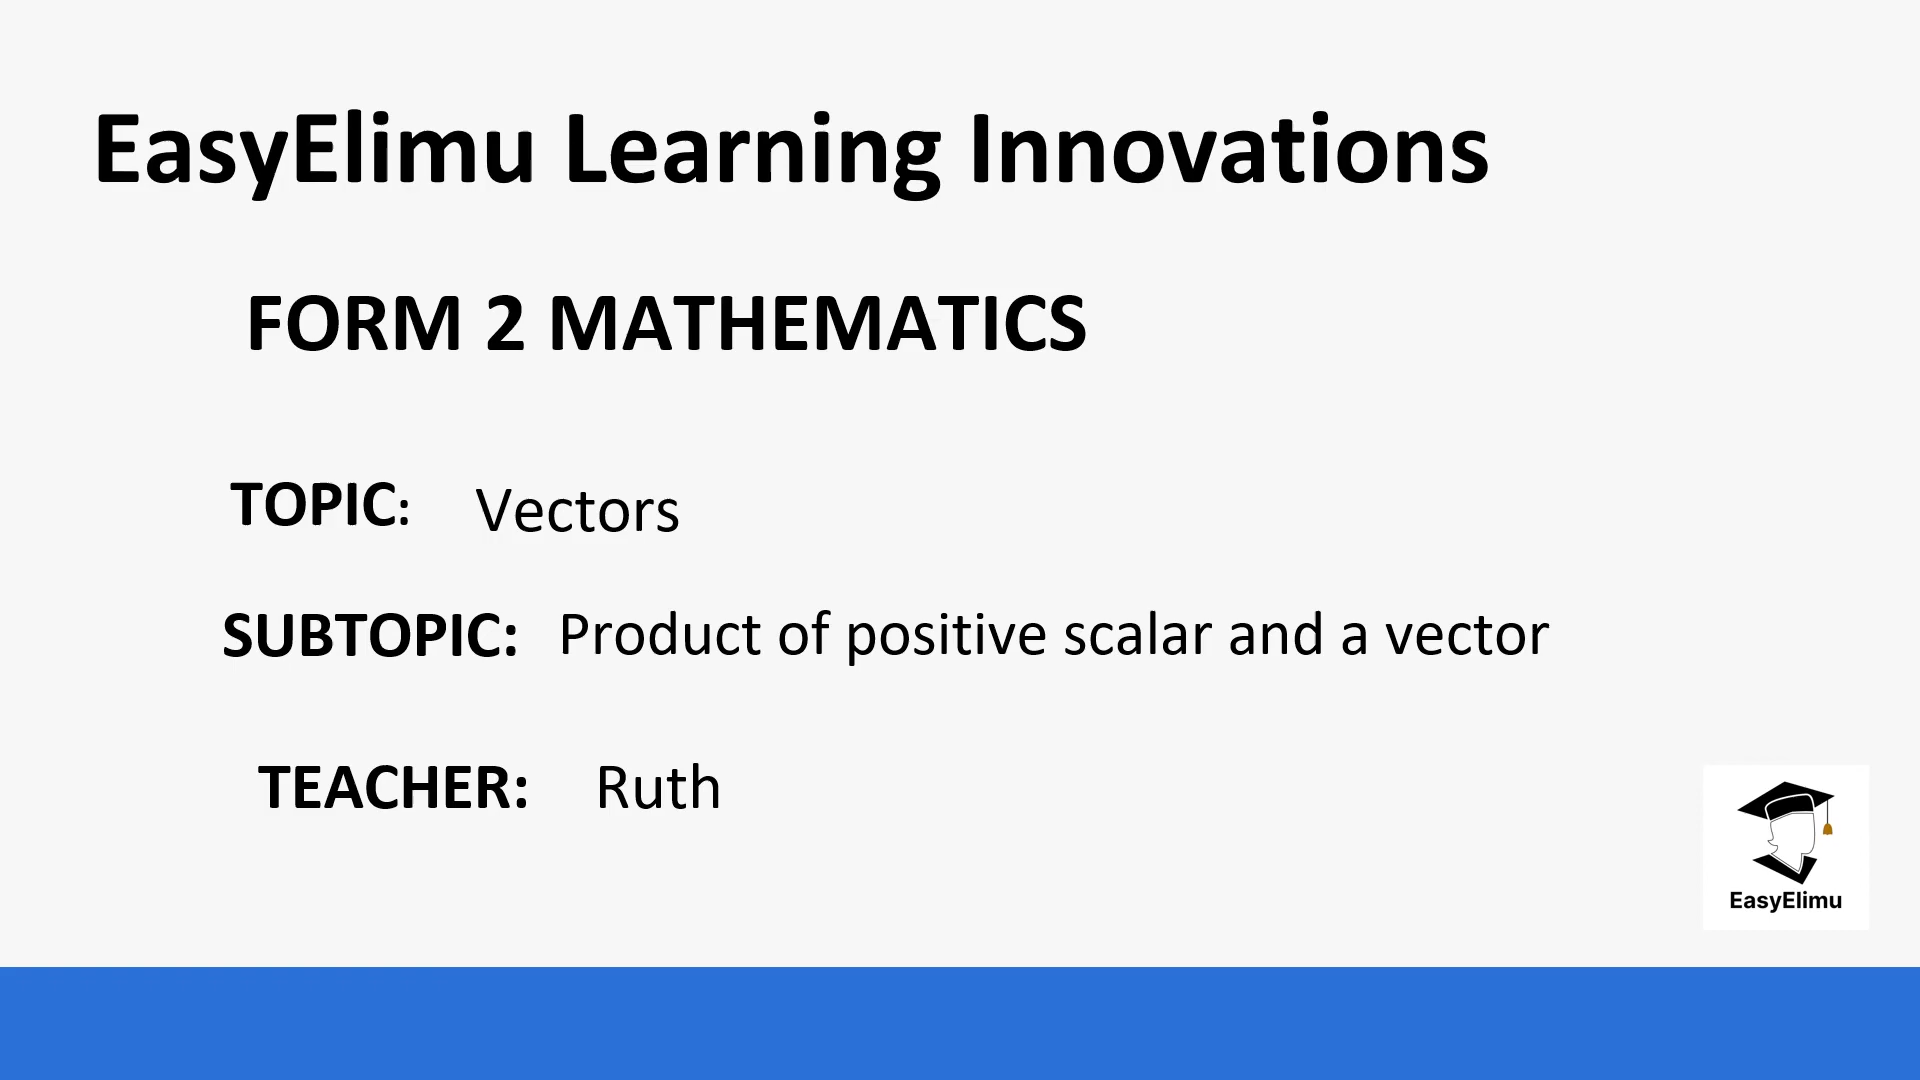 EasyElimu Learning Innovations
FORM 2 MATHEMATICS
TOPIC: Vectors
SUBTOPIC: Product of positive scalar and a vector
TEACHER: Ruth
EasyElimu